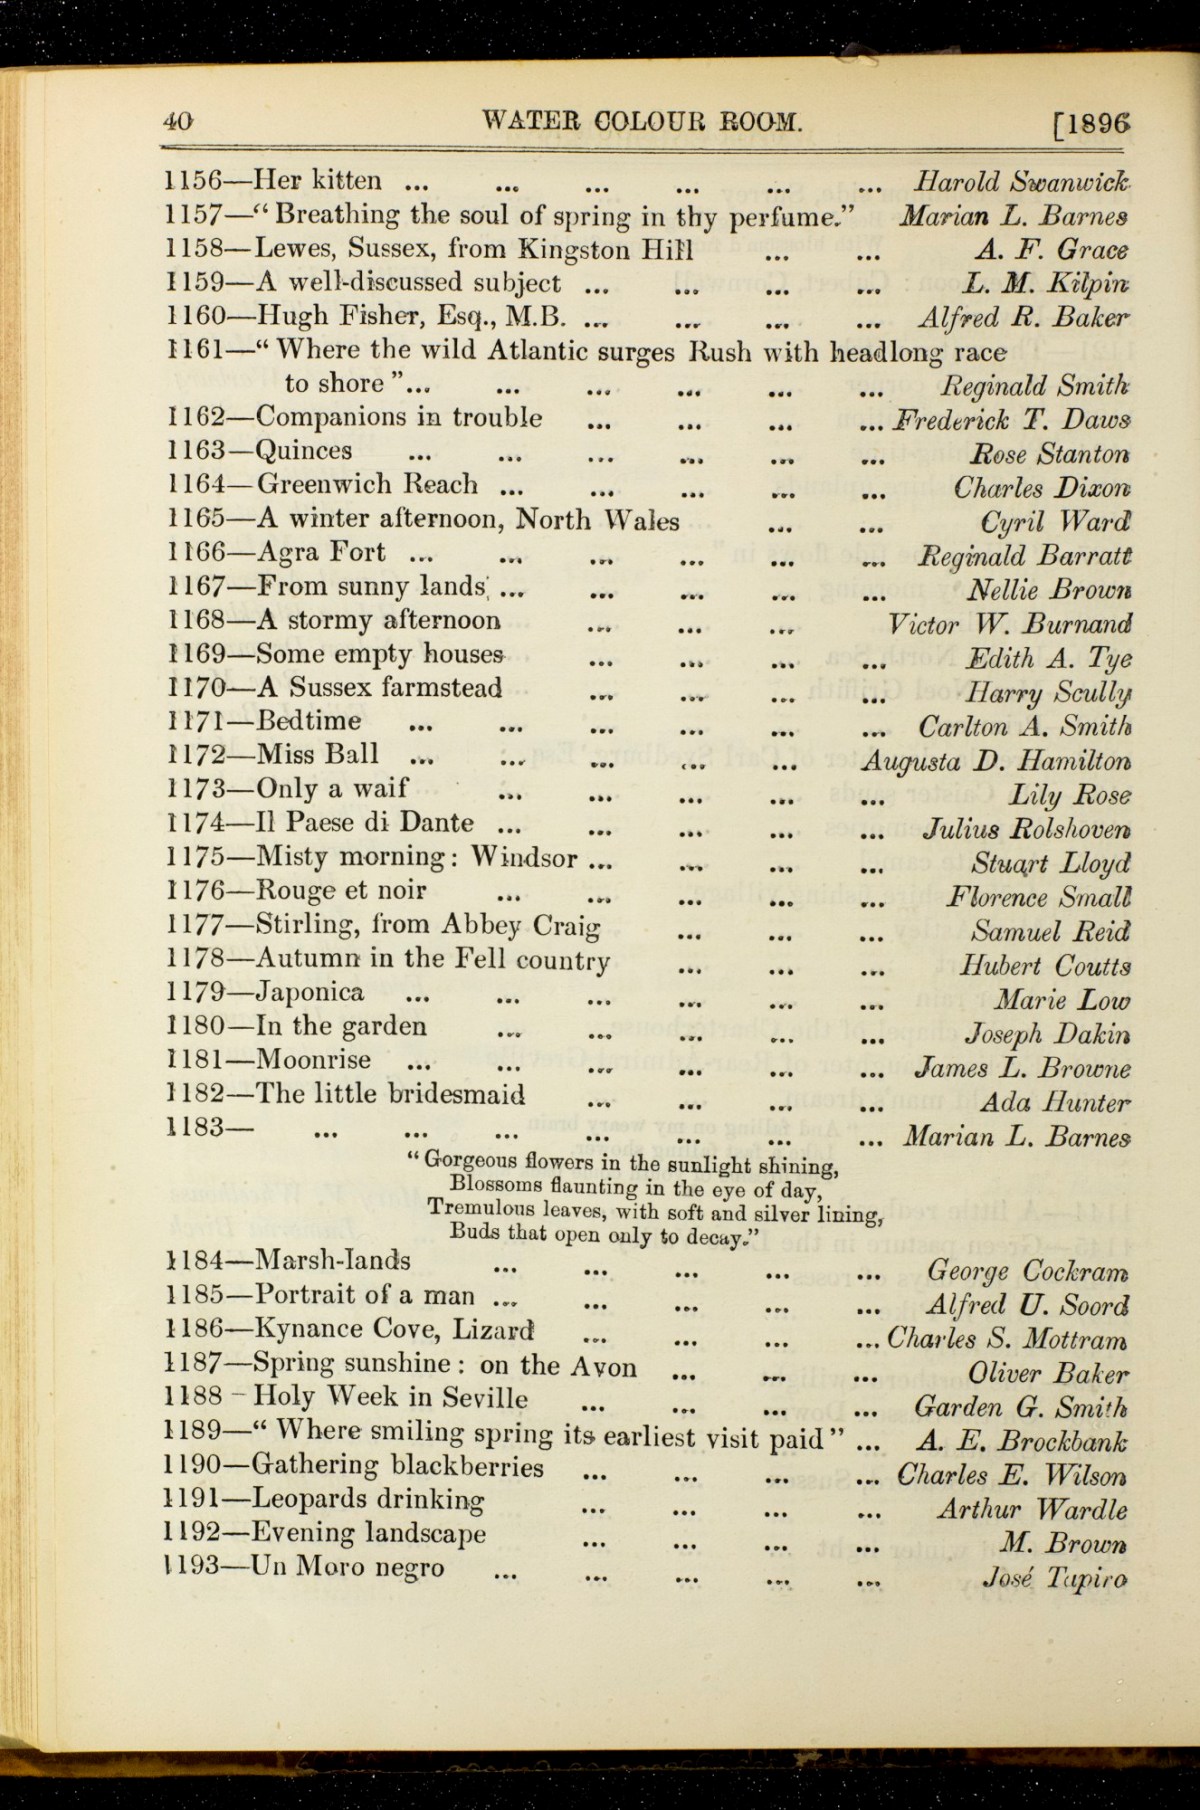 40 WATER COLOUR ROOM. [1896
1156—Her kitten ... ... ... ... ... ... Harold Swanwick
1157—“Breathing the soul of spring in thy perfume.” Marian L. Barnes
1158—Lewes, Sussex, from Kingston Hill ... ... A. F. Grace
1159—A well-discussed subject ... ... ... ... L. M. Kilpin
1160—Hugh Fisher, Esq., M.B. ... ... ... ... Alfred R. Baker
1161—“Where the wild Atlantic surges Rush with headlong race
to shore”... ... ... ... ... ... Reginald Smith
1162—Companions in trouble ... ... ... ... Frederick T. Daws
1163—Quinces ... ... ... ... ... ... Rose Stanton
1164—Greenwich Reach ... ... ... ... ... Charles Dixon
1165—A winter afternoon, North Wales ... ... Cyril Ward
1166—Agra Fort ... ... ... ... ... ... Reginald Barratt
1167—From sunny lands ... ... ... ... ... Nellie Brown
1168—A stormy afternoon ... ... ... Victor W. Burnand
1169—Some empty houses ... ... ... ... Edith A. Tye
1170—A Sussex farmstead ... ... ... ... Harry Scully
1171—Bedtime ... ... ... ... ... ... Carlton A. Smith
1172—Miss Ball ... ... ... ... ... Augusta D. Hamilton
1173—Only a waif ... ... ... ... ... Lily Rose
1174—Il Paese di Dante ... ... ... ... ... Julius Rolshoven
1175—Misty morning: Windsor ... ... ... ... Stuart Lloyd
1176—Rouge et noir ... ... ... ... ... Florence Small
1177—Stirling, from Abbey Craig ... ... ... Samuel Reid
1178—Autumn in the Fell country ... ... ... Hubert Coutts
1179—Japonica ... ... ... ... ... ... Marie Low
1180—In the garden ... ... ... ... ... Joseph Dakin
1181—Moonrise ... ... ... ... ... ... James L. Browne
1182—The little bridesmaid ... ... ... ... Ada Hunter
1183— ... ... ... ... ... ... ... Marian L. Barnes
“Gorgeous flowers in the sunlight shining,
Blossoms flaunting in the eye of day,
Tremulous leaves, with soft and silver lining,
Buds that open only to decay.”
1184—Marsh-lands ... ... ... ... ... George Cockram
1185—Portrait of a man ... ... ... ... ... Alfred U. Soord
1186—Kynance Cove, Lizard ... ... ... ... Charles S. Mottram
1187—Spring sunshine: on the Avon ... ... ... Oliver Baker
1188 - Holy Week in Seville ... ... ... ... Garden G. Smith
1189—“Where smiling spring its earliest visit paid” ... A. E. Brockbank
1190—Gathering blackberries ... ... ... ... Charles E. Wilson
1191—Leopards drinking ... ... ... ... Arthur Wardle
1192—Evening landscape ... ... ... ... M. Brown
1193—Un Moro negro ... ... ... ... ... José Tapiro